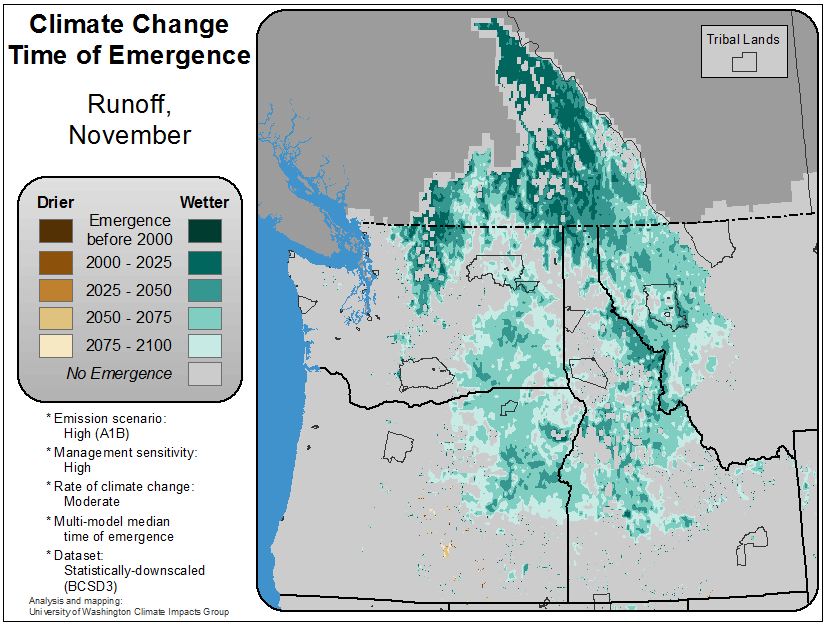 Climate Change
Time of Emergence
Runoff,
November
Drier
Wetter
Emergence
before 2000
2000 - 2025
2025 - 2050
2050 - 2075
2075 - 2100
No Emergence
* Emission scenario:
High (A1B)
* Management sensitivity:
High
* Rate of climate change:
Moderate
* Multi-model median
time of emergence
* Dataset:
Statistically-downscaled
(BCSD3)
Analysis and mapping:
University of Washington Climate Impacts Group
Tribal Lands